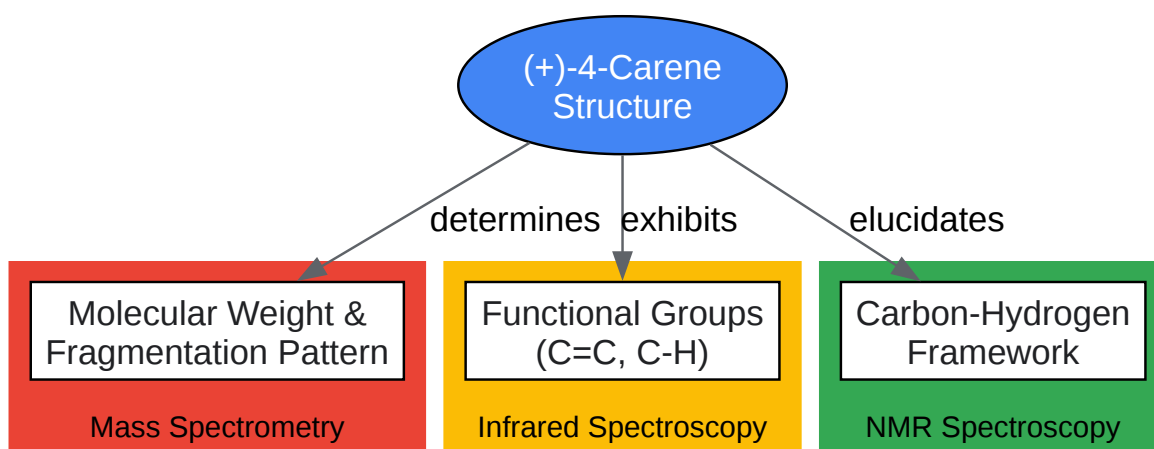 (+)-4-Carene
Structure
determines
exhibits
elucidates
Molecular Weight &
Fragmentation Pattern
Functional Groups
(C=C, C-H)
Carbon-Hydrogen
Framework
Mass Spectrometry
Infrared Spectroscopy
NMR Spectroscopy